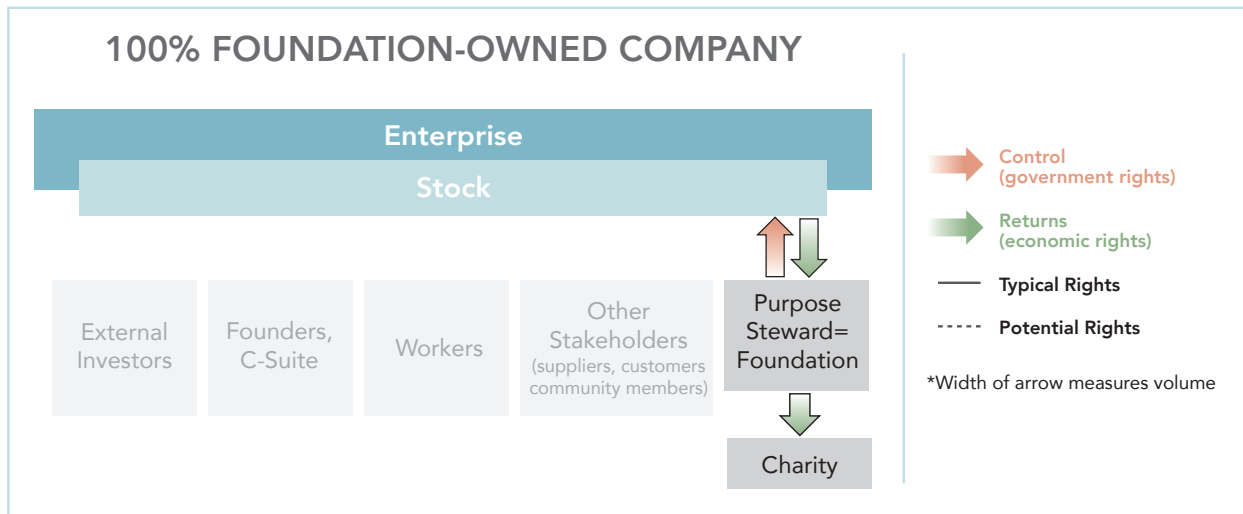 100% FOUNDATION-OWNED COMPANY
Enterprise
Stock
External
Investors
Founders,
C-Suite
Workers
Other
Stakeholders
(suppliers, customers
community members)
Purpose
Steward=
Foundation
Charity
Control
(government rights)
Returns
(economic rights)
Typical Rights
Potential Rights
*Width of arrow measures volume